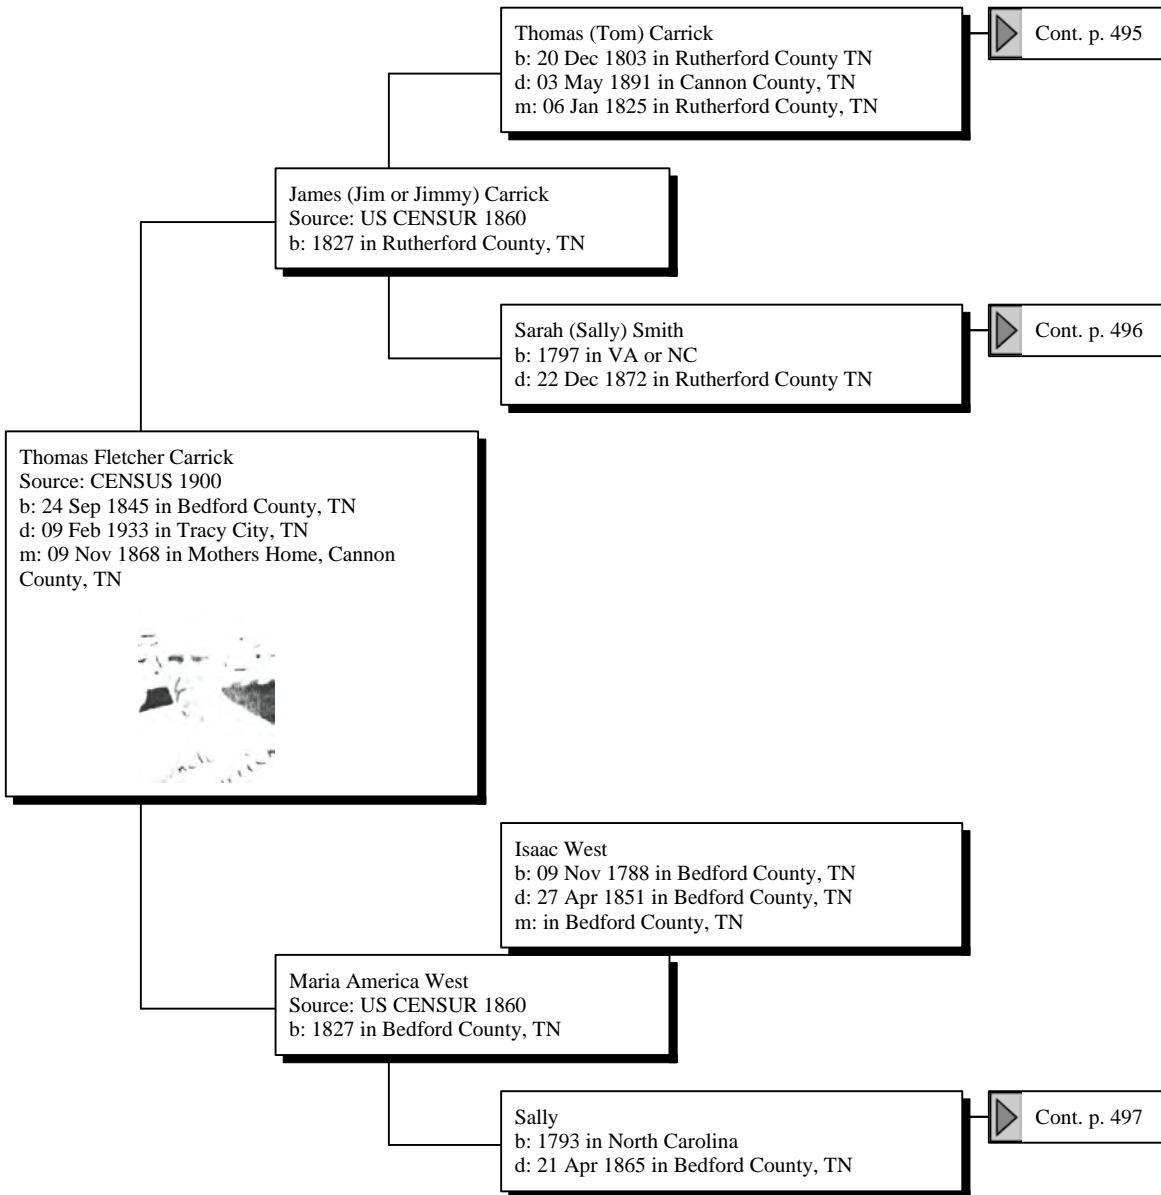 Thomas (Tom) Carrick
b: 20 Dec 1803 in Rutherford County TN
d: 03 May 1891 in Cannon County, TN
m: 06 Jan 1825 in Rutherford County, TN
Cont. p. 495
James (Jim or Jimmy) Carrick
Source: US CENSUR 1860
b: 1827 in Rutherford County, TN
Sarah (Sally) Smith
b: 1797 in VA or NC
d: 22 Dec 1872 in Rutherford County TN
Cont. p. 496
Thomas Fletcher Carrick
Source: CENSUS 1900
b: 24 Sep 1845 in Bedford County, TN
d: 09 Feb 1933 in Tracy City, TN
m: 09 Nov 1868 in Mothers Home, Cannon
County, TN
Isaac West
b: 09 Nov 1788 in Bedford County, TN
d: 27 Apr 1851 in Bedford County, TN
m: in Bedford County, TN
Maria America West
Source: US CENSUR 1860
b: 1827 in Bedford County, TN
Sally
b: 1793 in North Carolina
d: 21 Apr 1865 in Bedford County, TN
Cont. p. 497